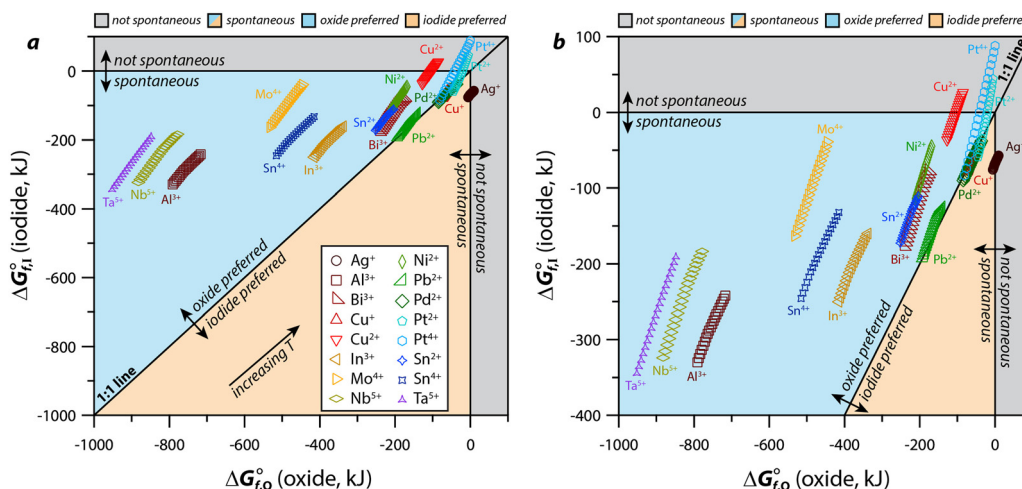 not spontaneous spontaneous oxide preferred iodide preferred
a
not spontaneous
spontaneous
Cu²⁺
Pt⁴⁺
Pt²⁺
Ni²⁺
Pd²⁺
Ag⁺
Mo⁴⁺
Cu⁺
Sn²⁺
Pb²⁺
Bi³⁺
Sn⁴⁺
In³⁺
Ta⁵⁺
Nb⁵⁺
Al³⁺
spontaneous
not spontaneous
oxide preferred
iodide preferred
increasing T
1:1 line
Ag⁺
Al³⁺
Bi³⁺
Cu⁺
Cu²⁺
In³⁺
Mo⁴⁺
Nb⁵⁺
Ni²⁺
Pb²⁺
Pd²⁺
Pt²⁺
Pt⁴⁺
Sn²⁺
Sn⁴⁺
Ta⁵⁺
0
-200
-400
-600
-800
-1000
ΔG°f,I (iodide, kJ)
-1000 -800 -600 -400 -200 0
ΔG°f,O (oxide, kJ)
not spontaneous spontaneous oxide preferred iodide preferred
b
not spontaneous
spontaneous
Pt⁴⁺
1:1 line
Pt²⁺
Cu²⁺
Mo⁴⁺
Ni²⁺
Ag⁺
Cu⁺
Pd²⁺
Sn²⁺
Bi³⁺
Pb²⁺
Sn⁴⁺
In³⁺
Ta⁵⁺
Nb⁵⁺
Al³⁺
spontaneous
not spontaneous
oxide preferred
iodide preferred
100
0
-100
-200
-300
-400
ΔG°f,I (iodide, kJ)
-1000 -800 -600 -400 -200 0
ΔG°f,O (oxide, kJ)